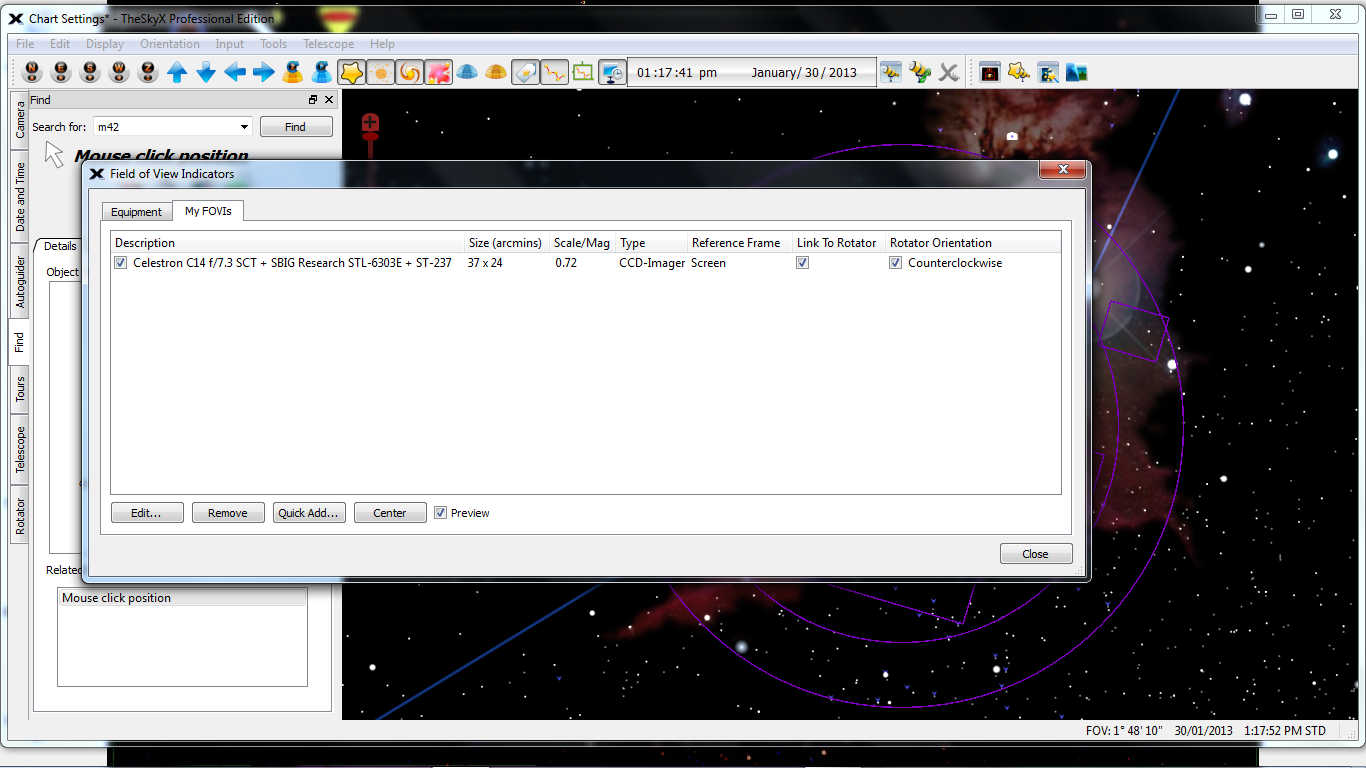 Chart Settings* - TheSkyX Professional Edition
File Edit Display Orientation Input Tools Telescope Help
N E S W Z 01:17:41 pm January/ 30 / 2013
Find
Search for: m42 Find
Mouse click position
Camera
Date and Time
Autoguider
Find
Tours
Telescope
Rotator
Details
Object
Field of View Indicators
Equipment My FOVIs
Description Size (arcmins) Scale/Mag Type Reference Frame Link To Rotator Rotator Orientation
Celestron C14 f/7.3 SCT + SBIG Research STL-6303E + ST-237 37 x 24 0.72 CCD-Imager Screen Counterclockwise
Edit... Remove Quick Add... Center Preview
Close
Related
Mouse click position
FOV: 1° 48' 10" 30/01/2013 1:17:52 PM STD